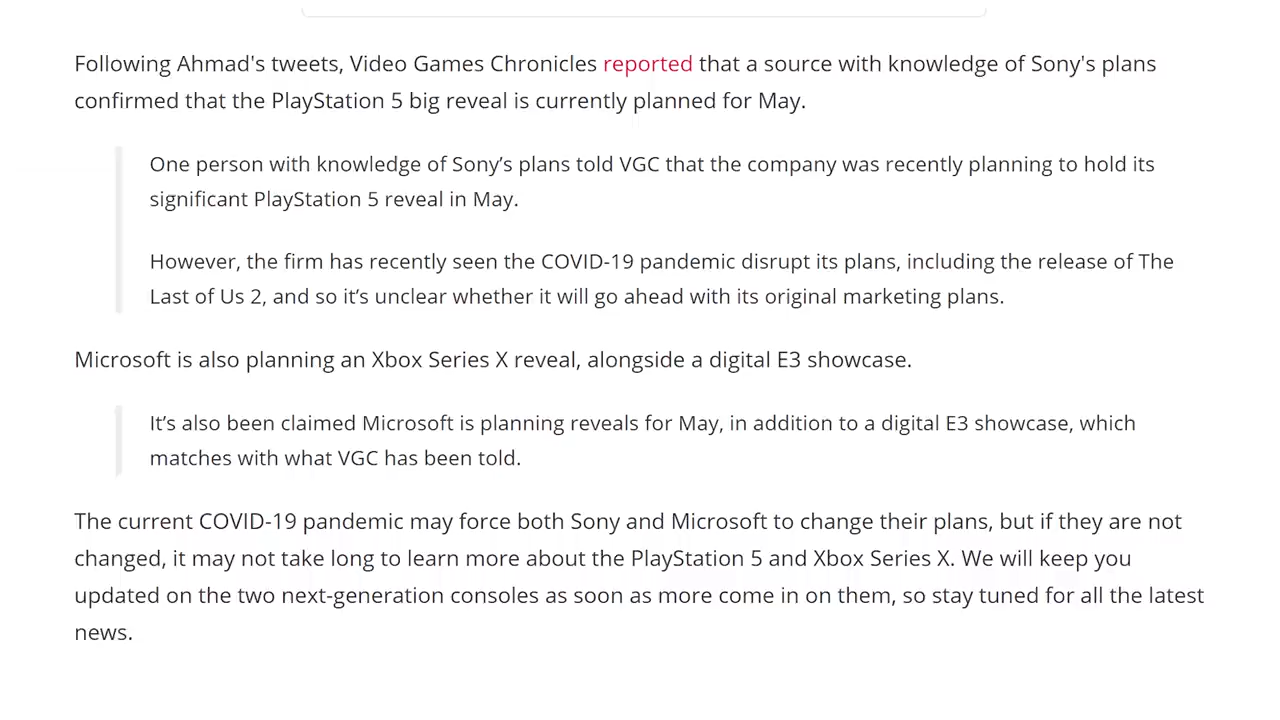 Following Ahmad's tweets, Video Games Chronicles reported that a source with knowledge of Sony's plans
confirmed that the PlayStation 5 big reveal is currently planned for May.
One person with knowledge of Sony’s plans told VGC that the company was recently planning to hold its
significant PlayStation 5 reveal in May.
However, the firm has recently seen the COVID-19 pandemic disrupt its plans, including the release of The
Last of Us 2, and so it’s unclear whether it will go ahead with its original marketing plans.
Microsoft is also planning an Xbox Series X reveal, alongside a digital E3 showcase.
It’s also been claimed Microsoft is planning reveals for May, in addition to a digital E3 showcase, which
matches with what VGC has been told.
The current COVID-19 pandemic may force both Sony and Microsoft to change their plans, but if they are not
changed, it may not take long to learn more about the PlayStation 5 and Xbox Series X. We will keep you
updated on the two next-generation consoles as soon as more come in on them, so stay tuned for all the latest
news.